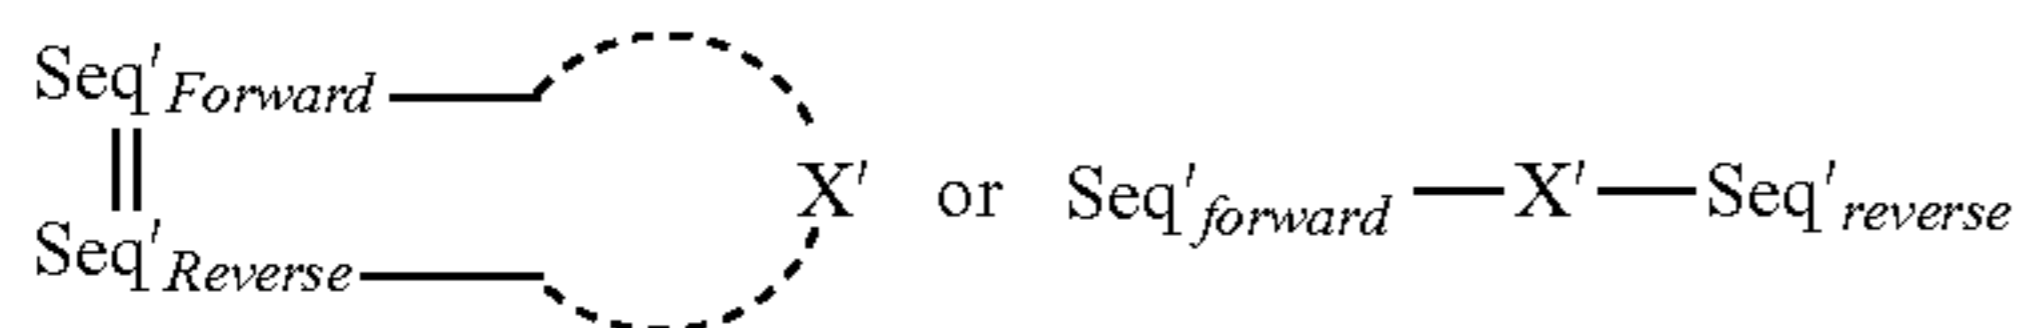 Seq'Forward
X' or Seq'forward — X' — Seq'reverse
Seq'Reverse